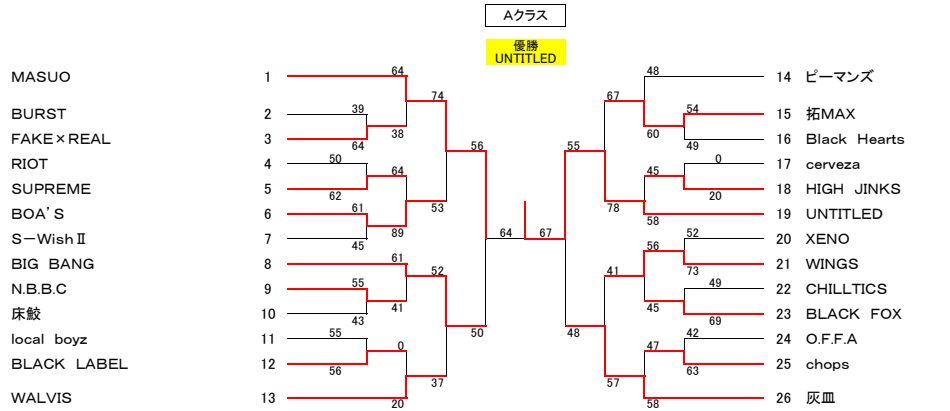 Aクラス
優勝
UNTITLED
MASUO 1
BURST 2
FAKE×REAL 3
RIOT 4
SUPREME 5
BOA'S 6
S－WishⅡ 7
BIG BANG 8
N.B.B.C 9
床鮫 10
local boyz 11
BLACK LABEL 12
WALVIS 13
64
39
64
38
74
50
62
64
61
45
89
53
56
61
55
43
41
52
55
56
0
20
37
50
64
67
48
54
49
60
67
0
20
45
58
78
55
52
73
56
49
69
45
41
42
63
47
58
57
48
14 ピーマンズ
15 拓MAX
16 Black Hearts
17 cerveza
18 HIGH JINKS
19 UNTITLED
20 XENO
21 WINGS
22 CHILLTICS
23 BLACK FOX
24 O.F.F.A
25 chops
26 灰皿